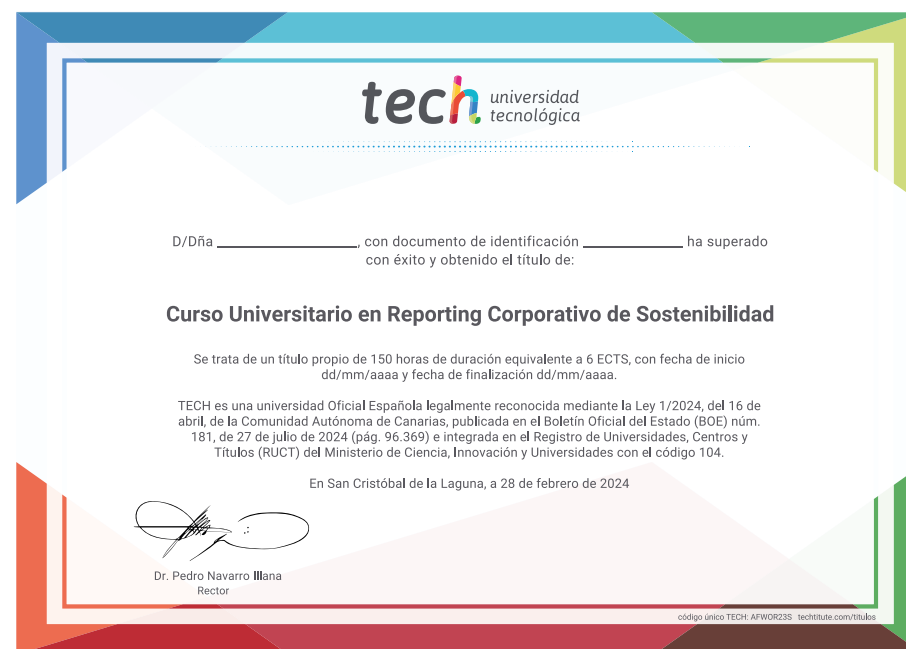 tech universidad
tecnológica
D/Dña ____________, con documento de identificación ____________ ha superado
con éxito y obtenido el título de:
Curso Universitario en Reporting Corporativo de Sostenibilidad
Se trata de un título propio de 150 horas de duración equivalente a 6 ECTS, con fecha de inicio
dd/mm/aaaa y fecha de finalización dd/mm/aaaa.
TECH es una universidad Oficial Española legalmente reconocida mediante la Ley 1/2024, del 16 de
abril, de la Comunidad Autónoma de Canarias, publicada en el Boletín Oficial del Estado (BOE) núm.
181, de 27 de julio de 2024 (pág. 96.369) e integrada en el Registro de Universidades, Centros y
Títulos (RUCT) del Ministerio de Ciencia, Innovación y Universidades con el código 104.
En San Cristóbal de la Laguna, a 28 de febrero de 2024
Dr. Pedro Navarro Illana
Rector
código único TECH: AFWOR23S techtitute.com/titulos